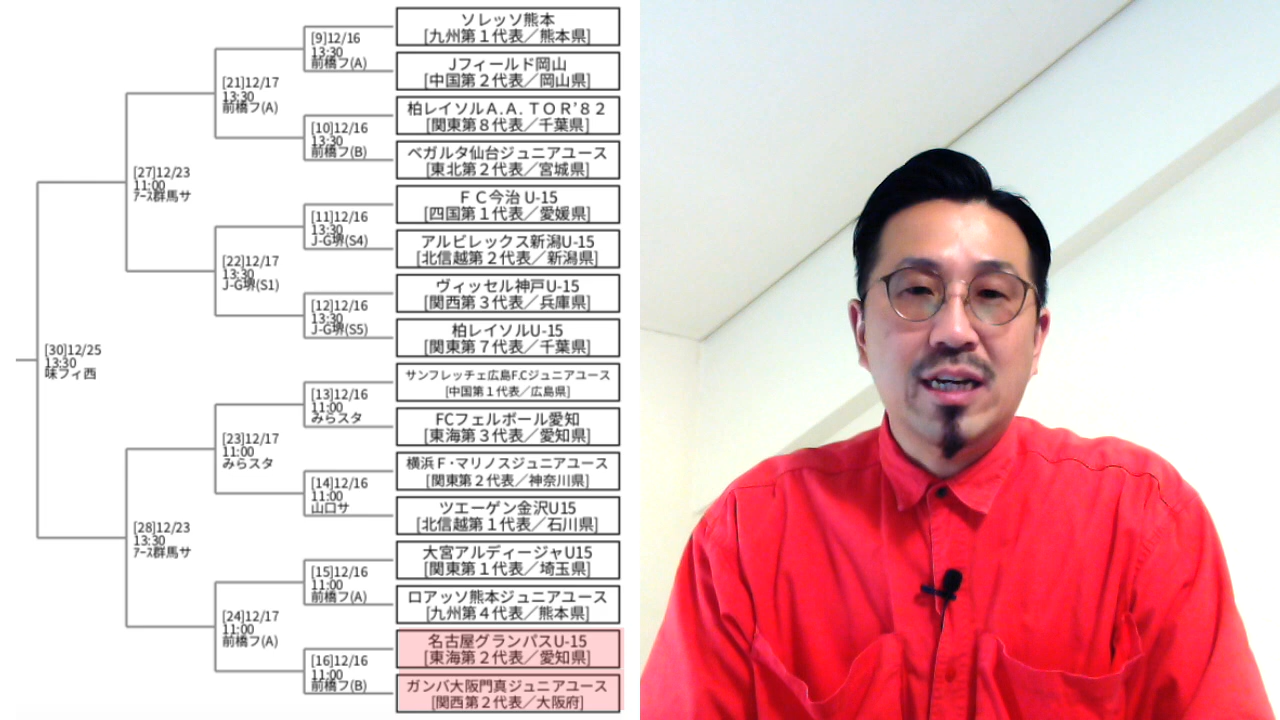 ソレッソ熊本
[九州第１代表／熊本県]
[9]12/16
13:30
前橋フ(A)
Jフィールド岡山
[中国第２代表／岡山県]
[21]12/17
13:30
前橋フ(A)
柏レイソルA.A. ＴＯＲ’８２
[関東第８代表／千葉県]
[10]12/16
13:30
前橋フ(B)
ベガルタ仙台ジュニアユース
[東北第２代表／宮城県]
[27]12/23
11:00
ｱｰｽ群馬サ
ＦＣ今治 U-15
[四国第１代表／愛媛県]
[11]12/16
13:30
J-G堺(S4)
アルビレックス新潟U-15
[北信越第２代表／新潟県]
[22]12/17
13:30
J-G堺(S1)
ヴィッセル神戸U-15
[関西第３代表／兵庫県]
[12]12/16
13:30
J-G堺(S5)
柏レイソルU-15
[関東第７代表／千葉県]
[30]12/25
13:30
味フィ西
サンフレッチェ広島F.Cジュニアユース
[中国第１代表／広島県]
[13]12/16
11:00
みらスタ
FCフェルボール愛知
[東海第３代表／愛知県]
[23]12/17
11:00
みらスタ
横浜Ｆ･マリノスジュニアユース
[関東第２代表／神奈川県]
[14]12/16
11:00
山口サ
ツエーゲン金沢U15
[北信越第１代表／石川県]
[28]12/23
13:30
ｱｰｽ群馬サ
大宮アルディージャU15
[関東第１代表／埼玉県]
[15]12/16
11:00
前橋フ(A)
ロアッソ熊本ジュニアユース
[九州第４代表／熊本県]
[24]12/17
11:00
前橋フ(A)
名古屋グランパスU-15
[東海第２代表／愛知県]
[16]12/16
11:00
前橋フ(B)
ガンバ大阪門真ジュニアユース
[関西第２代表／大阪府]